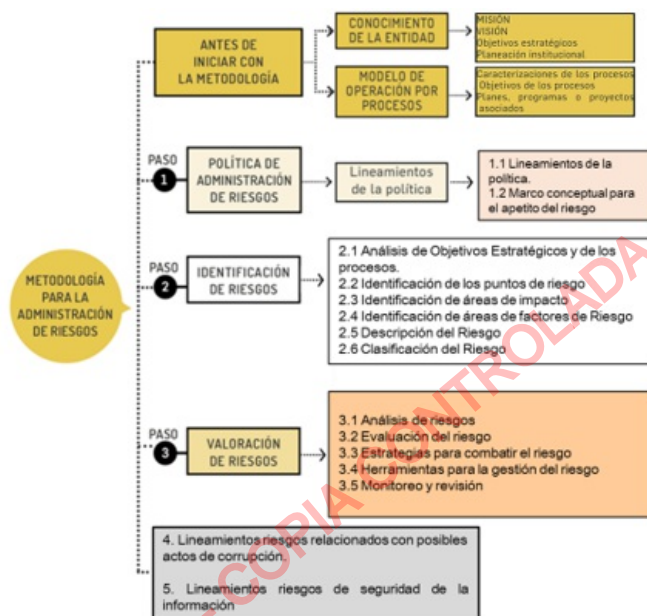 METODOLOGÍA
PARA LA
ADMINISTRACIÓN
DE RIESGOS
ANTES DE
INICIAR CON
LA METODOLOGÍA
CONOCIMIENTO
DE LA ENTIDAD
MISIÓN
VISIÓN
Objetivos estratégicos
Planeación institucional
MODELO DE
OPERACIÓN POR
PROCESOS
Caracterizaciones de los procesos
Objetivos de los procesos
Planes, programas o proyectos
asociados
PASO
1
POLÍTICA DE
ADMINISTRACIÓN
DE RIESGOS
Lineamientos
de la política
1.1 Lineamientos de la
política.
1.2 Marco conceptual para
el apetito del riesgo
PASO
2
IDENTIFICACIÓN
DE RIESGOS
2.1 Análisis de Objetivos Estratégicos y de los
procesos.
2.2 Identificación de los puntos de riesgo
2.3 Identificación de áreas de impacto
2.4 Identificación de áreas de factores de Riesgo
2.5 Descripción del Riesgo
2.6 Clasificación del Riesgo
PASO
3
VALORACIÓN
DE RIESGOS
3.1 Análisis de riesgos
3.2 Evaluación del riesgo
3.3 Estrategias para combatir el riesgo
3.4 Herramientas para la gestión del riesgo
3.5 Monitoreo y revisión
4. Lineamientos riesgos relacionados con posibles
actos de corrupción.
5. Lineamientos riesgos de seguridad de la
información
COPIA CONTROLADA